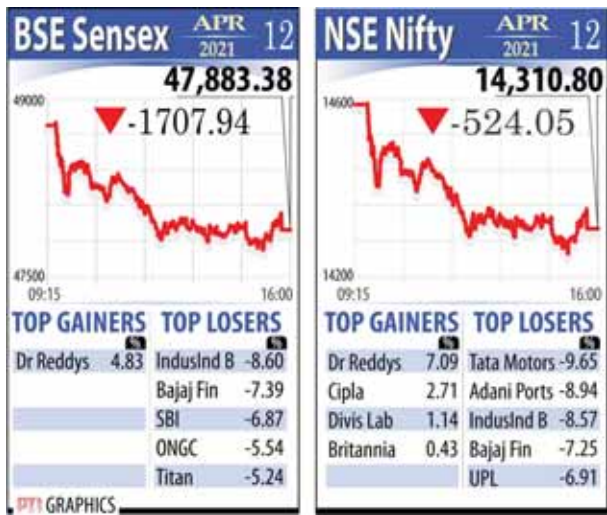 BSE Sensex APR 2021 12
47,883.38
49000
▼-1707.94
47500
09:15 16:00
TOP GAINERS TOP LOSERS
% %
Dr Reddys 4.83 IndusInd B -8.60
Bajaj Fin -7.39
SBI -6.87
ONGC -5.54
Titan -5.24
PTI GRAPHICS
NSE Nifty APR 2021 12
14,310.80
14600
▼-524.05
14200
09:15 16:00
TOP GAINERS TOP LOSERS
% %
Dr Reddys 7.09 Tata Motors -9.65
Cipla 2.71 Adani Ports -8.94
Divis Lab 1.14 IndusInd B -8.57
Britannia 0.43 Bajaj Fin -7.25
UPL -6.91